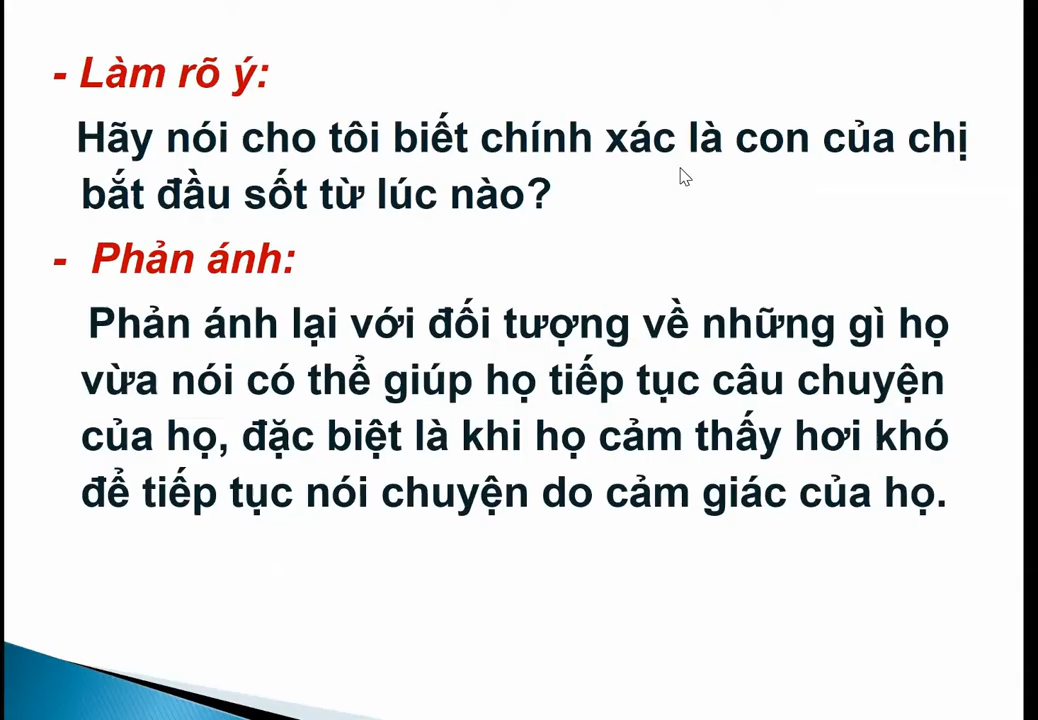 - Làm rõ ý:
Hãy nói cho tôi biết chính xác là con của chị
bắt đầu sốt từ lúc nào?
- Phản ánh:
Phản ánh lại với đối tượng về những gì họ
vừa nói có thể giúp họ tiếp tục câu chuyện
của họ, đặc biệt là khi họ cảm thấy hơi khó
để tiếp tục nói chuyện do cảm giác của họ.